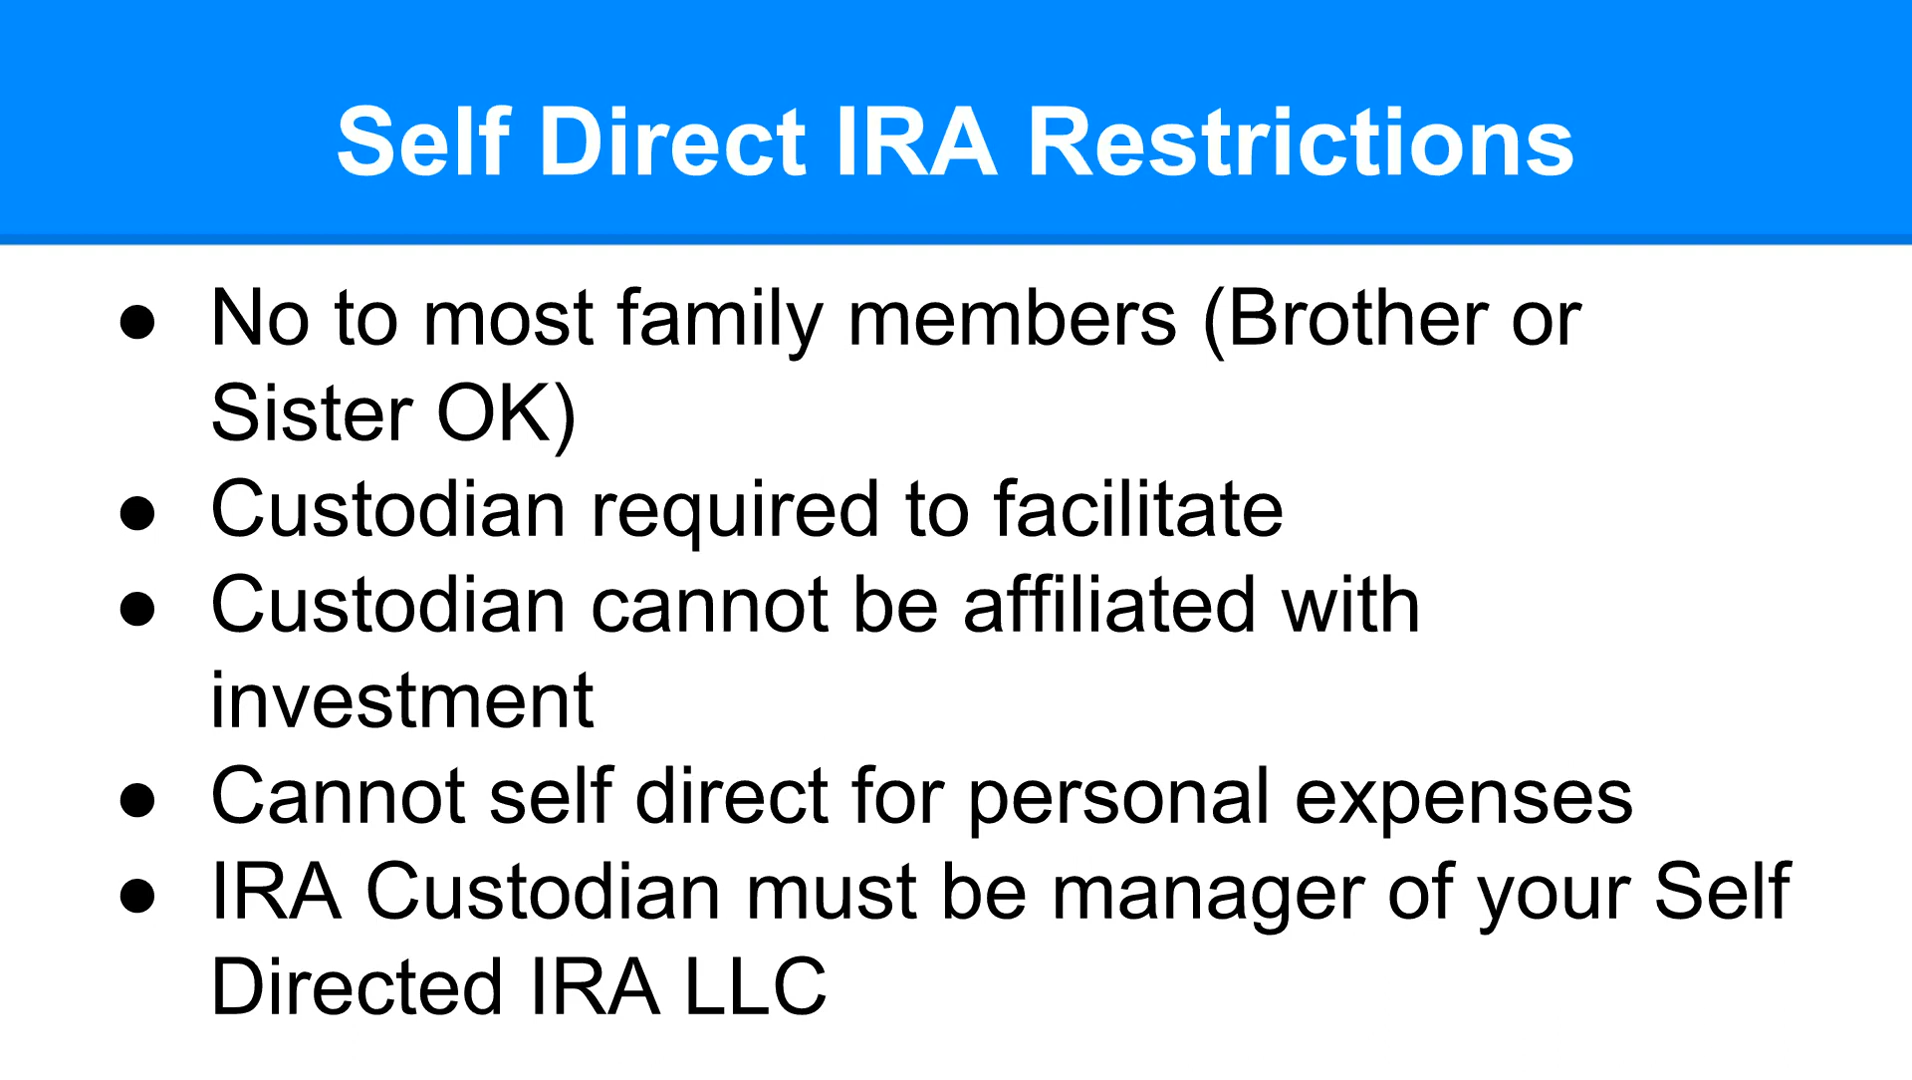 Self Direct IRA Restrictions
● No to most family members (Brother or
Sister OK)
● Custodian required to facilitate
● Custodian cannot be affiliated with
investment
● Cannot self direct for personal expenses
● IRA Custodian must be manager of your Self
Directed IRA LLC